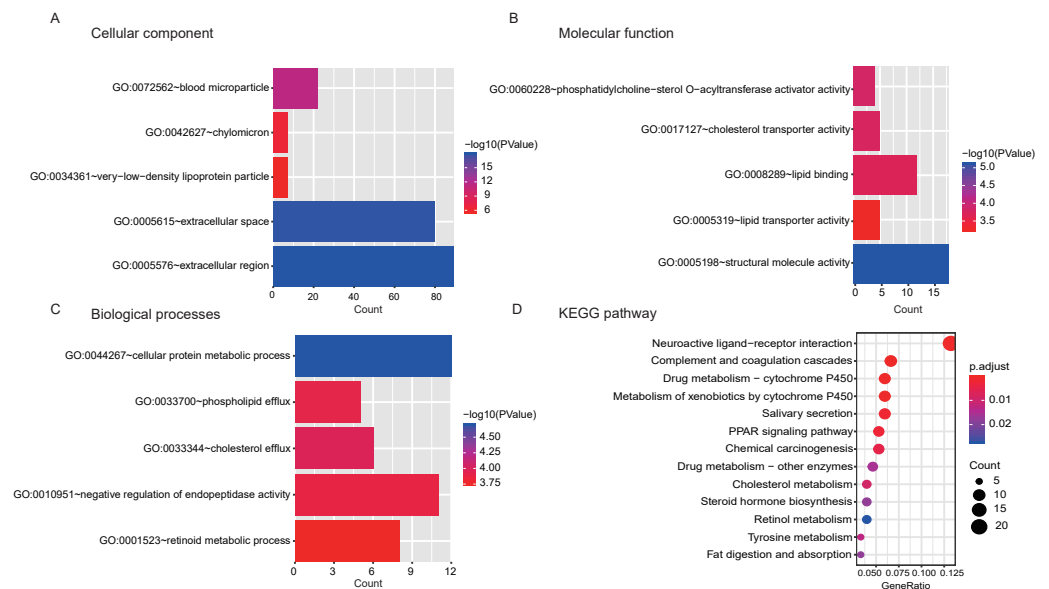 A
Cellular component
GO:0072562~blood microparticle
GO:0042627~chylomicron
GO:0034361~very−low−density lipoprotein particle
GO:0005615~extracellular space
GO:0005576~extracellular region
0 20 40 60 80
Count
−log10(PValue)
15
12
9
6
B
Molecular function
GO:0060228~phosphatidylcholine−sterol O−acyltransferase activator activity
GO:0017127~cholesterol transporter activity
GO:0008289~lipid binding
GO:0005319~lipid transporter activity
GO:0005198~structural molecule activity
0 5 10 15
Count
−log10(PValue)
5.0
4.5
4.0
3.5
C
Biological processes
GO:0044267~cellular protein metabolic process
GO:0033700~phospholipid efflux
GO:0033344~cholesterol efflux
GO:0010951~negative regulation of endopeptidase activity
GO:0001523~retinoid metabolic process
0 3 6 9 12
Count
−log10(PValue)
4.50
4.25
4.00
3.75
D
KEGG pathway
Neuroactive ligand−receptor interaction
Complement and coagulation cascades
Drug metabolism − cytochrome P450
Metabolism of xenobiotics by cytochrome P450
Salivary secretion
PPAR signaling pathway
Chemical carcinogenesis
Drug metabolism − other enzymes
Cholesterol metabolism
Steroid hormone biosynthesis
Retinol metabolism
Tyrosine metabolism
Fat digestion and absorption
0.050 0.075 0.100 0.125
GeneRatio
p.adjust
0.01
0.02
Count
5
10
15
20